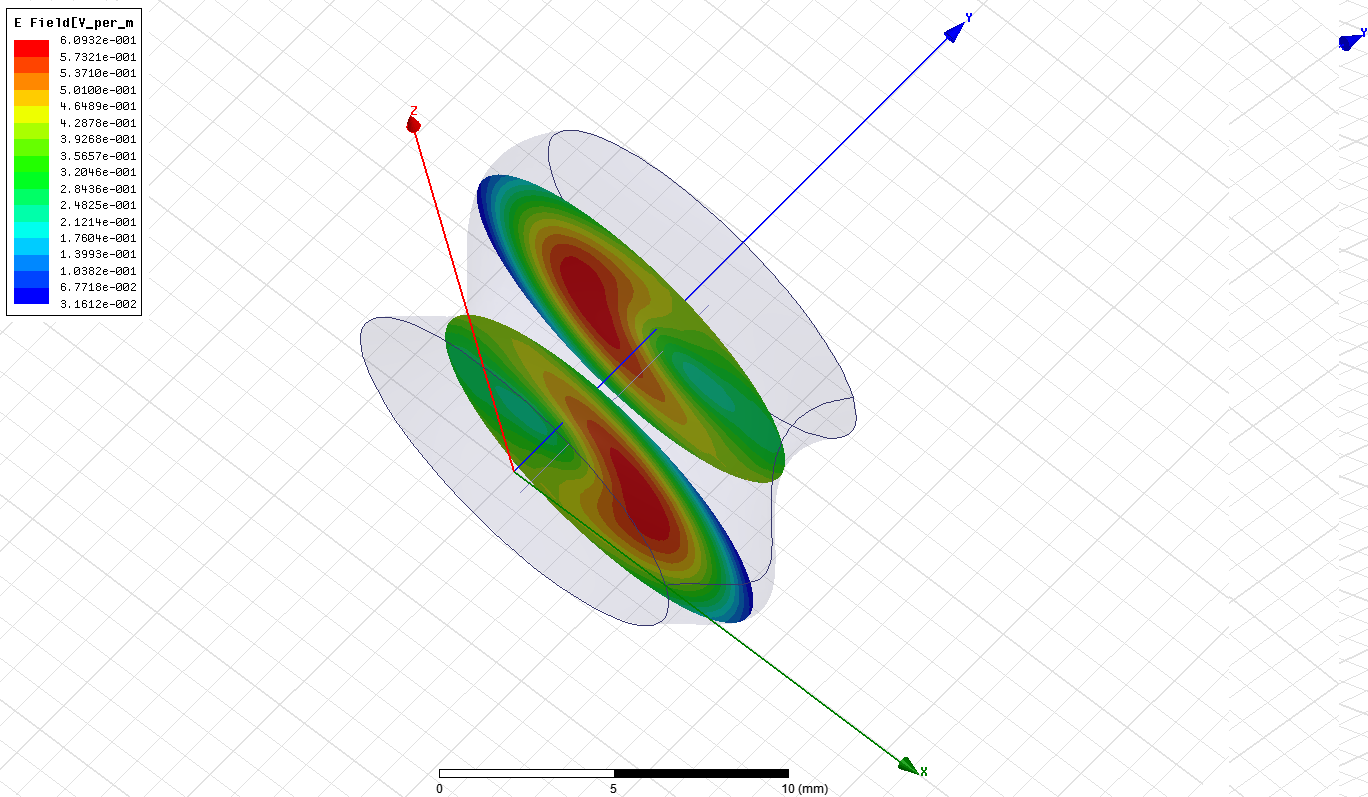 E Field[V_per_m
6.0932e-001
5.7321e-001
5.3710e-001
5.0100e-001
4.6489e-001
4.2878e-001
3.9268e-001
3.5657e-001
3.2046e-001
2.8436e-001
2.4825e-001
2.1214e-001
1.7604e-001
1.3993e-001
1.0382e-001
6.7718e-002
3.1612e-002
Y
Y
Z
X
0 5 10 (mm)